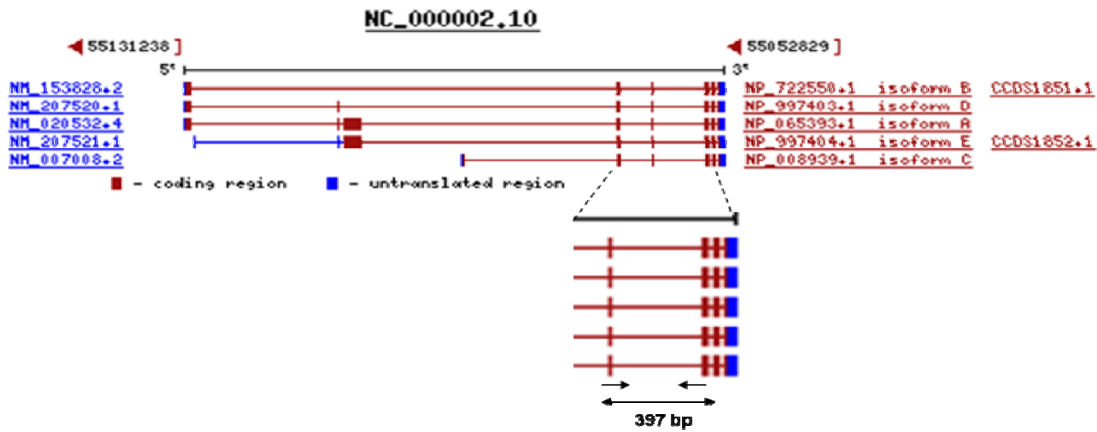 NC_000002.10
55131238 55052829
5' 3'
NM_153828.2 NP_722550.1 isoform B CCDS1851.1
NM_207520.1 NP_997403.1 isoform D
NM_020532.4 NP_065393.1 isoform A
NM_207521.1 NP_997404.1 isoform E CCDS1852.1
NM_007008.2 NP_008939.1 isoform C
- coding region - untranslated region
397 bp